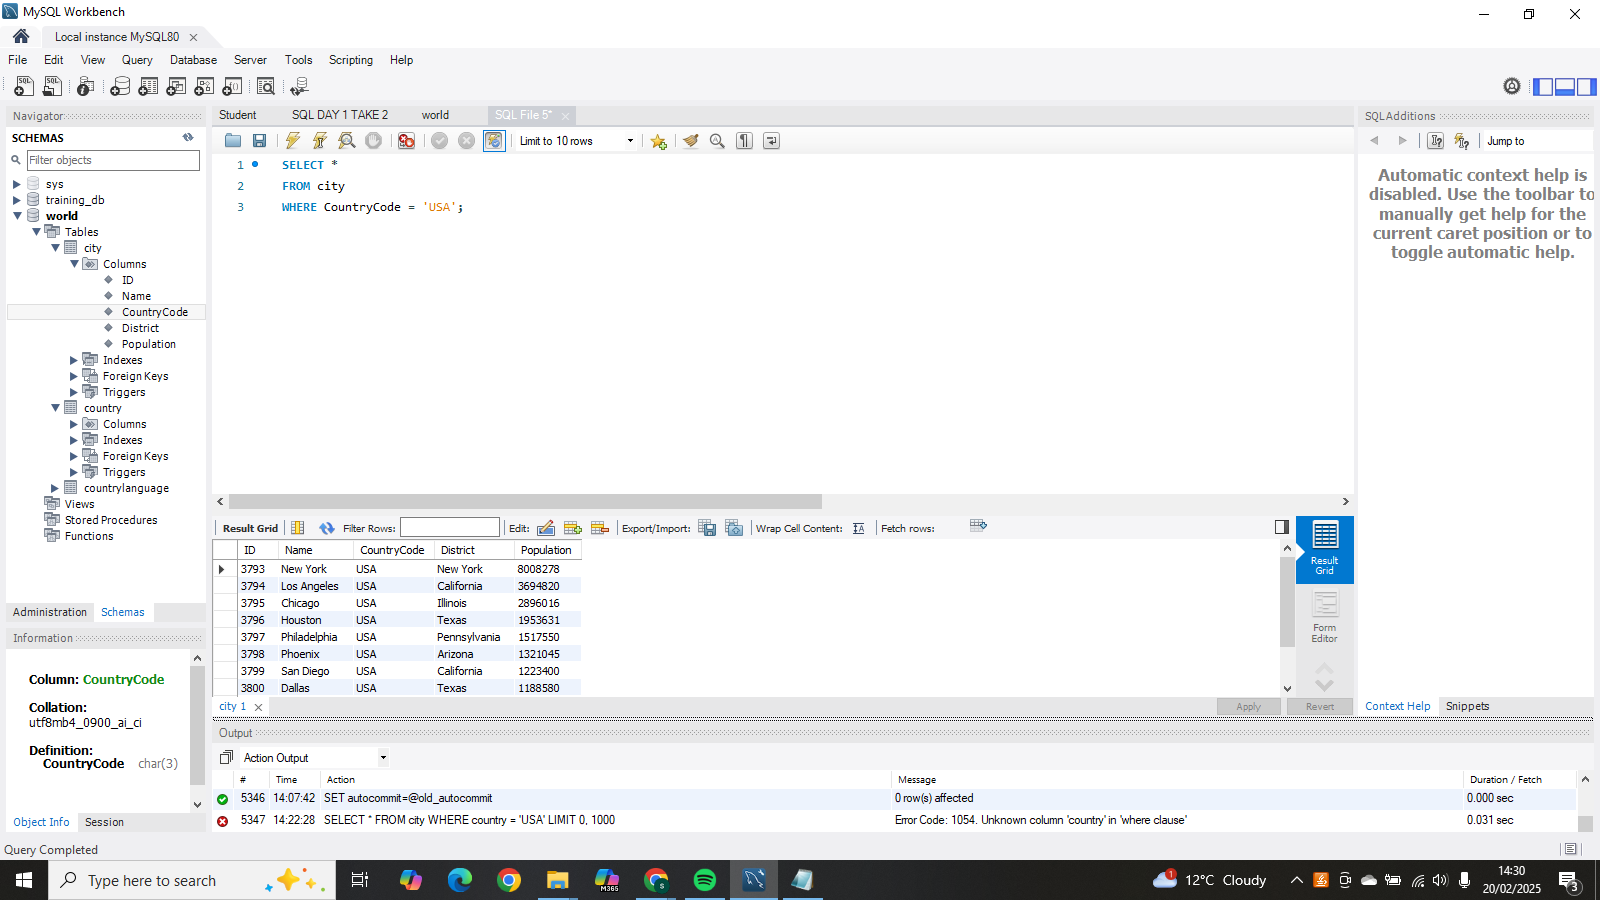 MySQL Workbench
Local instance MySQL80
File Edit View Query Database Server Tools Scripting Help
Navigator
SCHEMAS
Filter objects
sys
training_db
world
Tables
city
Columns
ID
Name
CountryCode
District
Population
Indexes
Foreign Keys
Triggers
country
Columns
Indexes
Foreign Keys
Triggers
countrylanguage
Views
Stored Procedures
Functions
Administration Schemas
Information
Column: CountryCode
Collation:
utf8mb4_0900_ai_ci
Definition:
CountryCode char(3)
Object Info Session
Student SQL DAY 1 TAKE 2 world SQL File 5*
Limit to 10 rows
1 SELECT *
2 FROM city
3 WHERE CountryCode = 'USA';
Result Grid Filter Rows: Edit: Export/Import: Wrap Cell Content: Fetch rows:
ID Name CountryCode District Population
3793 New York USA New York 8008278
3794 Los Angeles USA California 3694820
3795 Chicago USA Illinois 2896016
3796 Houston USA Texas 1953631
3797 Philadelphia USA Pennsylvania 1517550
3798 Phoenix USA Arizona 1321045
3799 San Diego USA California 1223400
3800 Dallas USA Texas 1188580
Result
Grid
Form
Editor
city 1
Apply Revert
SQLAdditions
Jump to
Automatic context help is
disabled. Use the toolbar to
manually get help for the
current caret position or to
toggle automatic help.
Context Help Snippets
Output
Action Output
# Time Action Message Duration / Fetch
5346 14:07:42 SET autocommit=@old_autocommit 0 row(s) affected 0.000 sec
5347 14:22:28 SELECT * FROM city WHERE country = 'USA' LIMIT 0, 1000 Error Code: 1054. Unknown column 'country' in 'where clause' 0.031 sec
Query Completed
Type here to search
M365
1
12°C Cloudy
14:30
20/02/2025
3